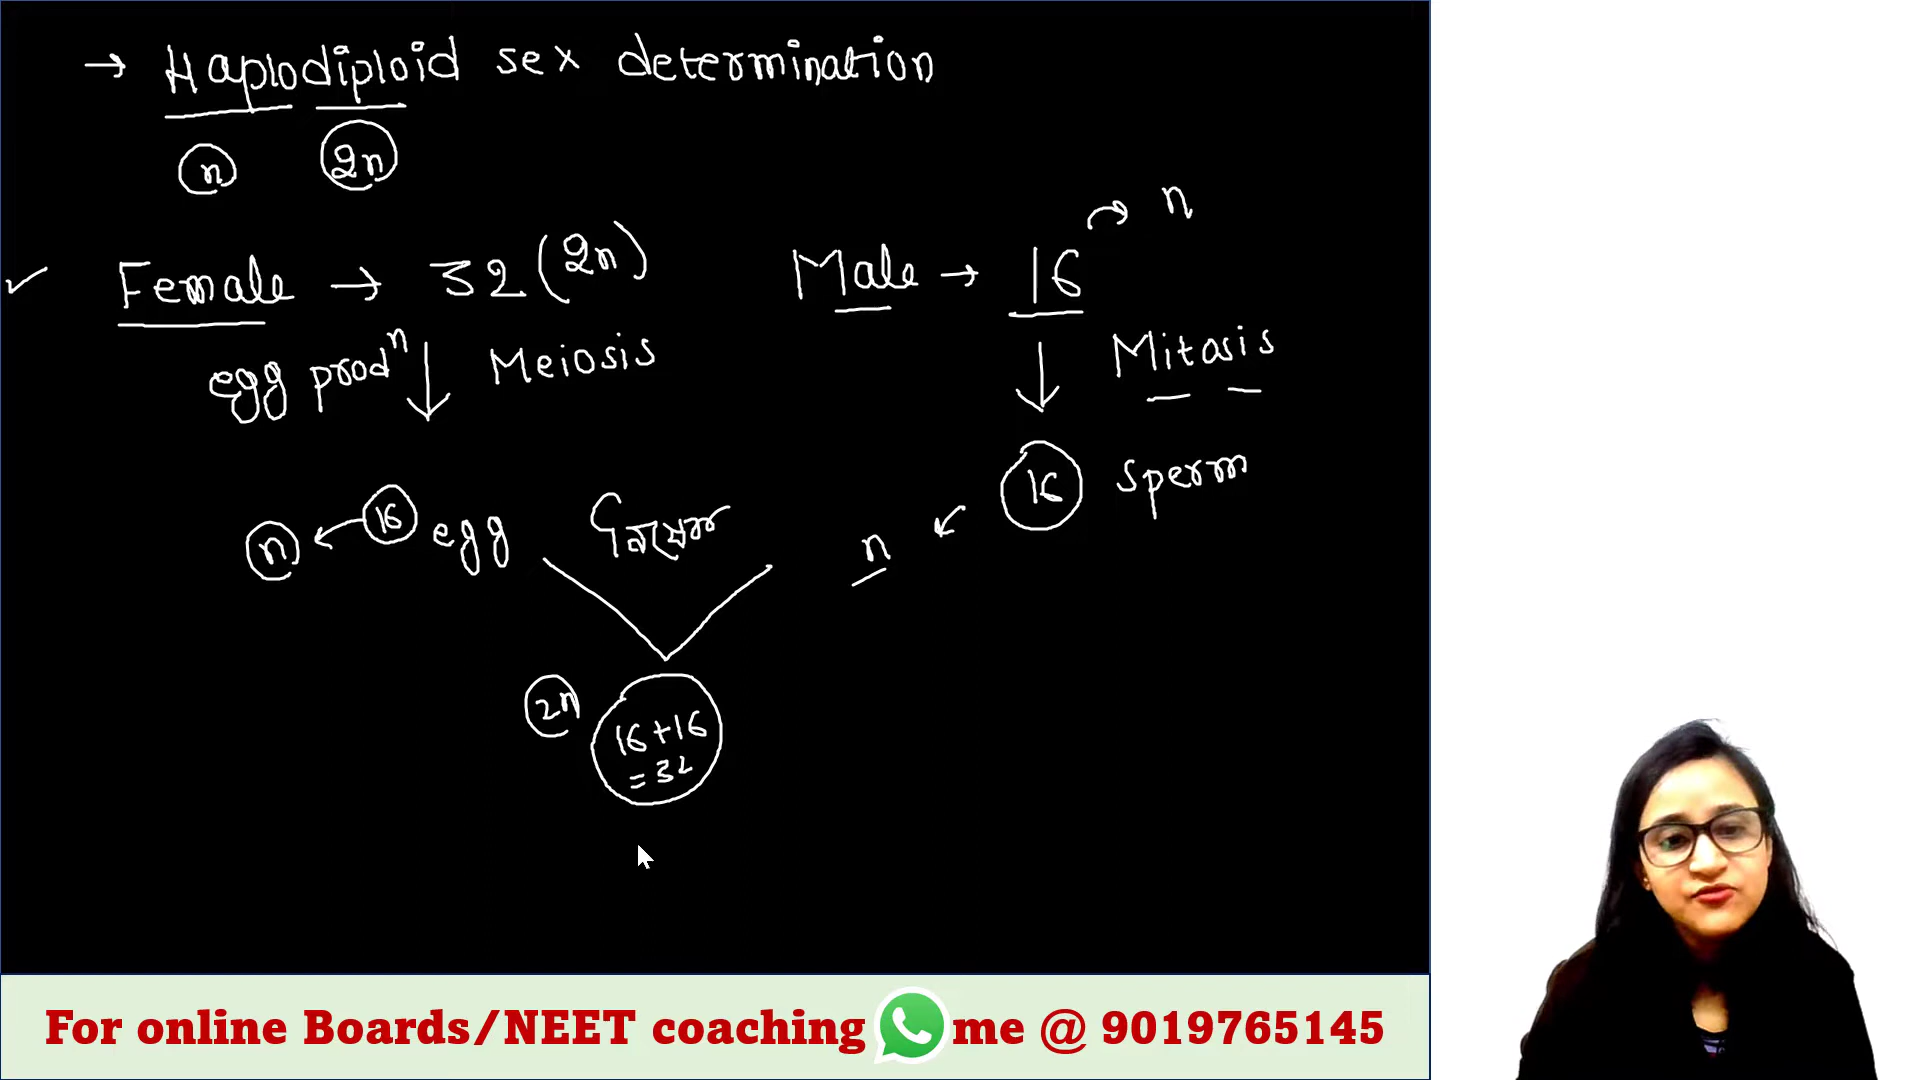 → Haplodiploid sex determination
n 2n
✓ Female → 32 (2n) Male → 16 → n
egg prodⁿ ↓ Meiosis ↓ Mitosis
16 sperm
n ← 16 egg নিষেক n ↙
2n 16+16
=32
For online Boards/NEET coaching me @ 9019765145